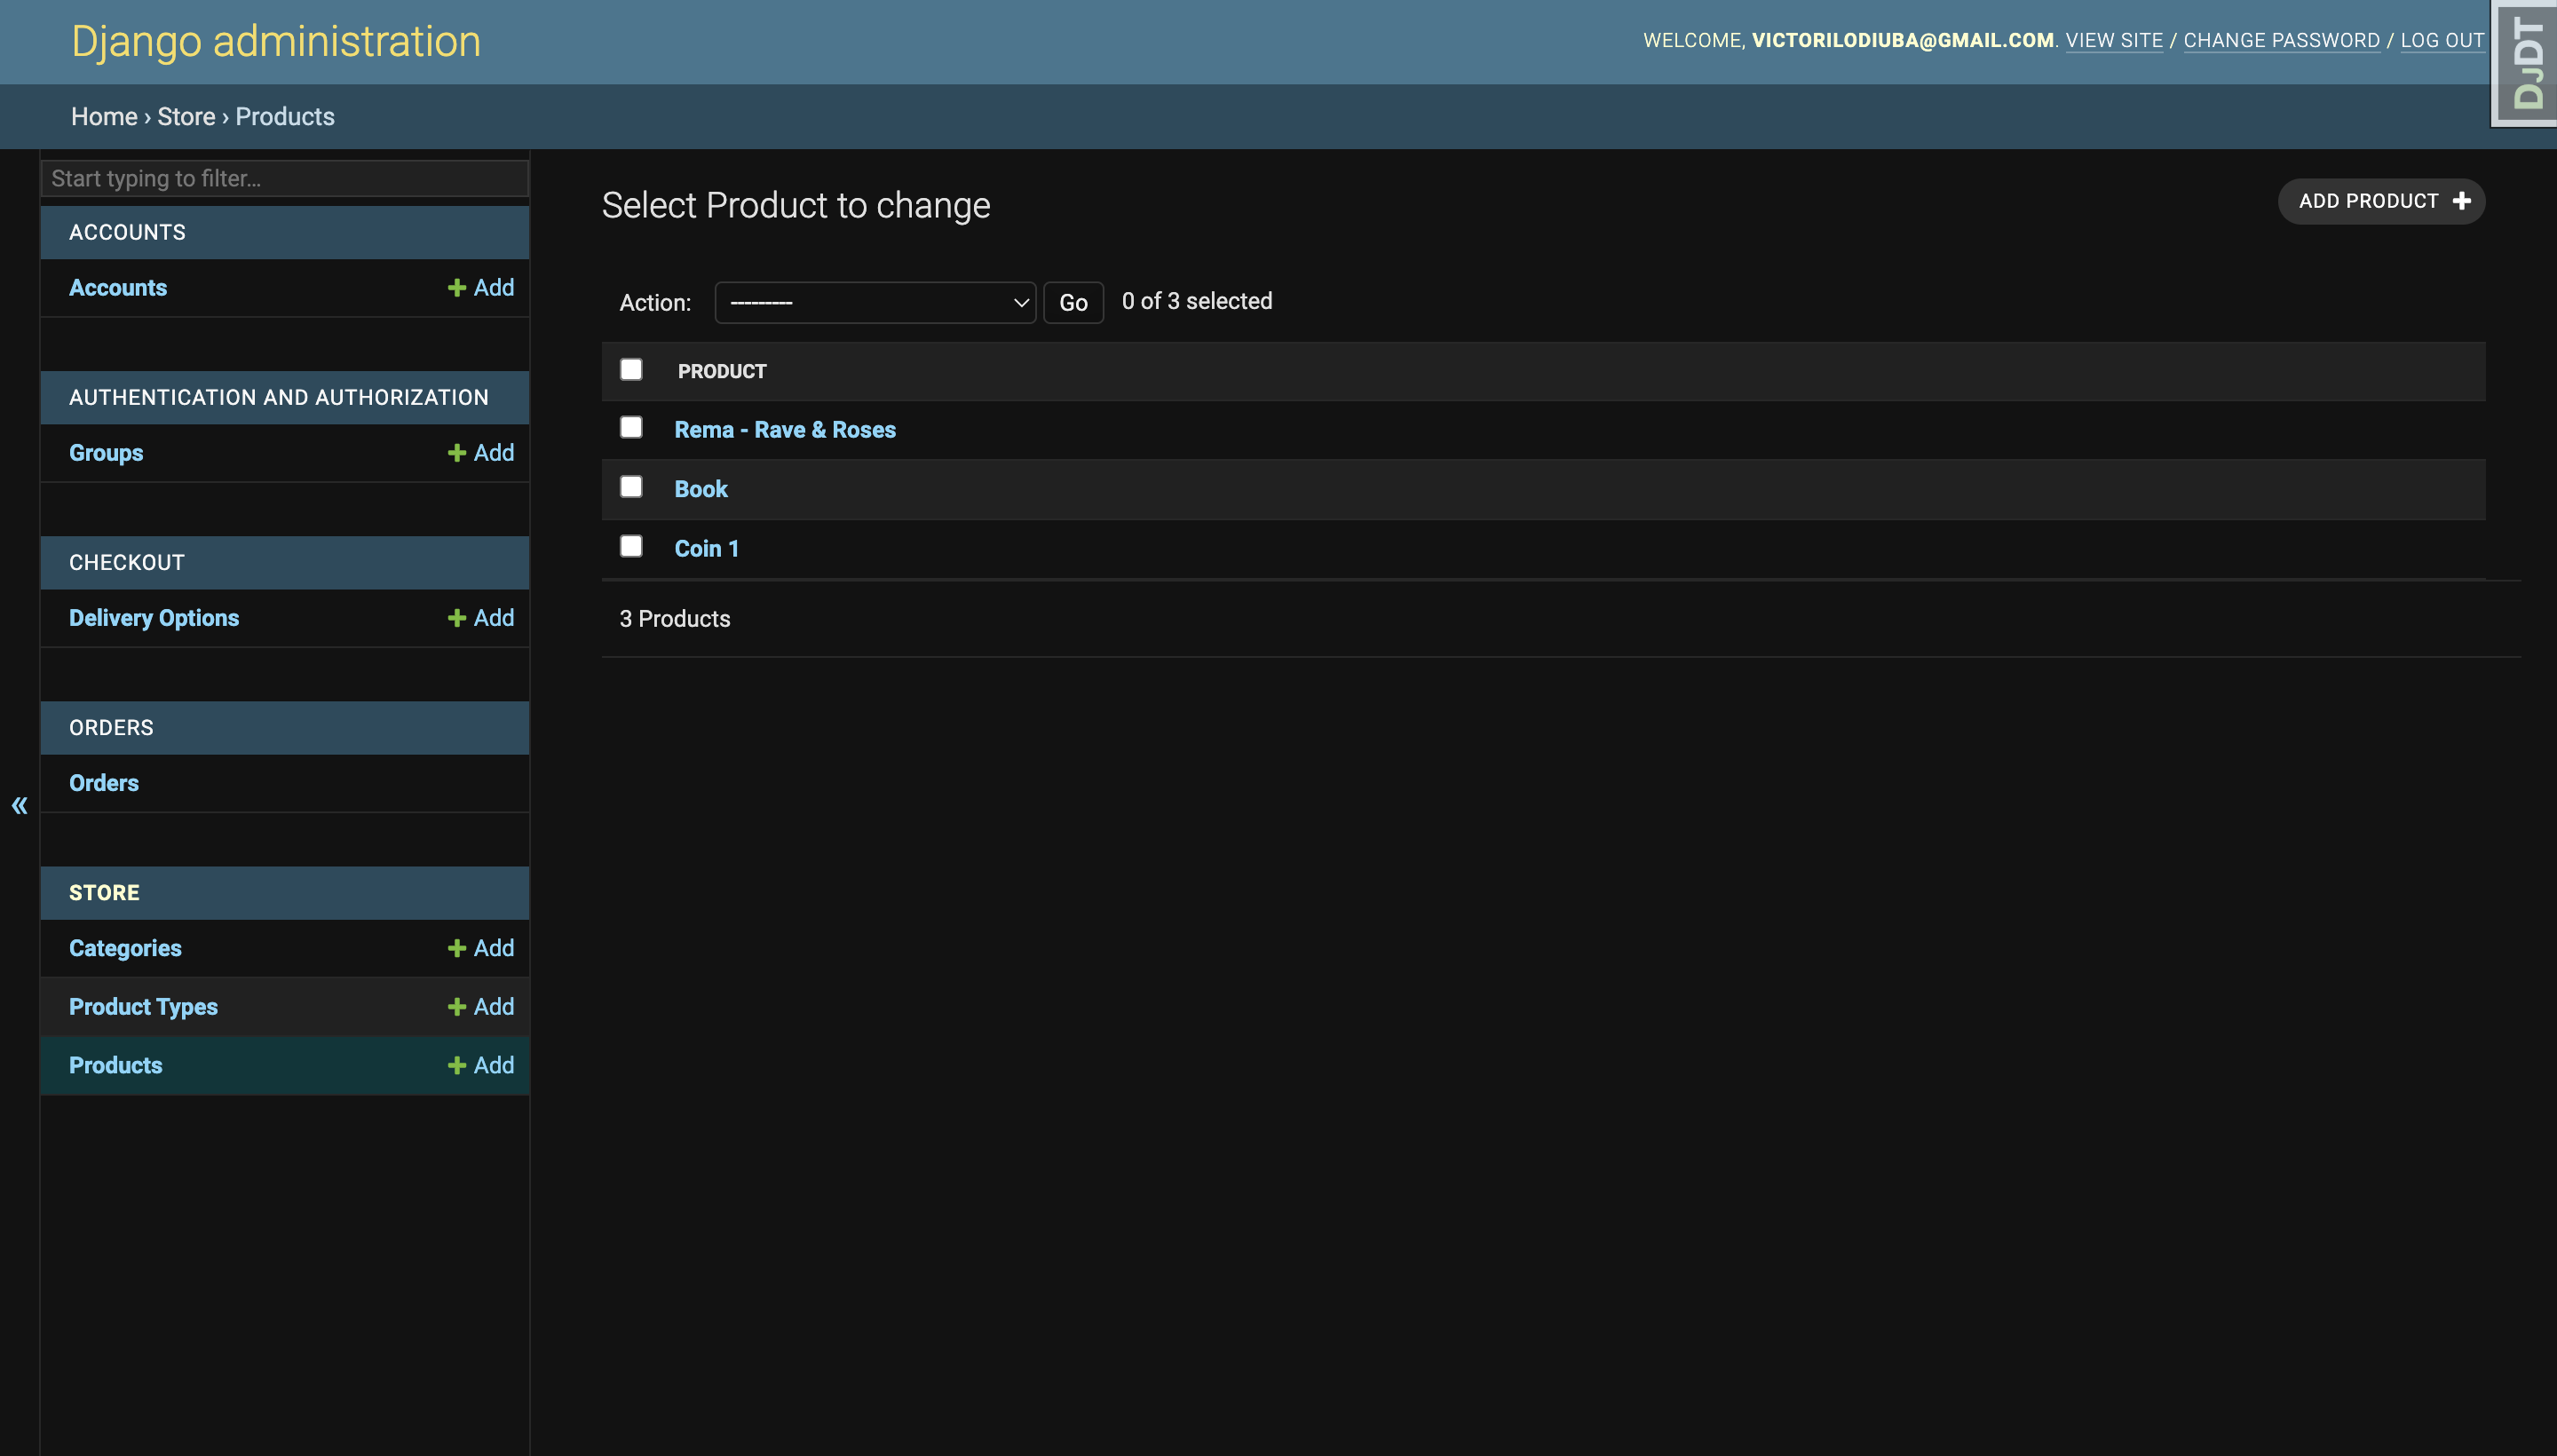 Django administration
WELCOME, VICTORILODIUBA@GMAIL.COM. VIEW SITE / CHANGE PASSWORD / LOG OUT
DJDT
Home › Store › Products
Start typing to filter...
ACCOUNTS
Accounts + Add
AUTHENTICATION AND AUTHORIZATION
Groups + Add
CHECKOUT
Delivery Options + Add
ORDERS
Orders
«
STORE
Categories + Add
Product Types + Add
Products + Add
Select Product to change
ADD PRODUCT +
Action: --------- Go 0 of 3 selected
PRODUCT
Rema - Rave & Roses
Book
Coin 1
3 Products